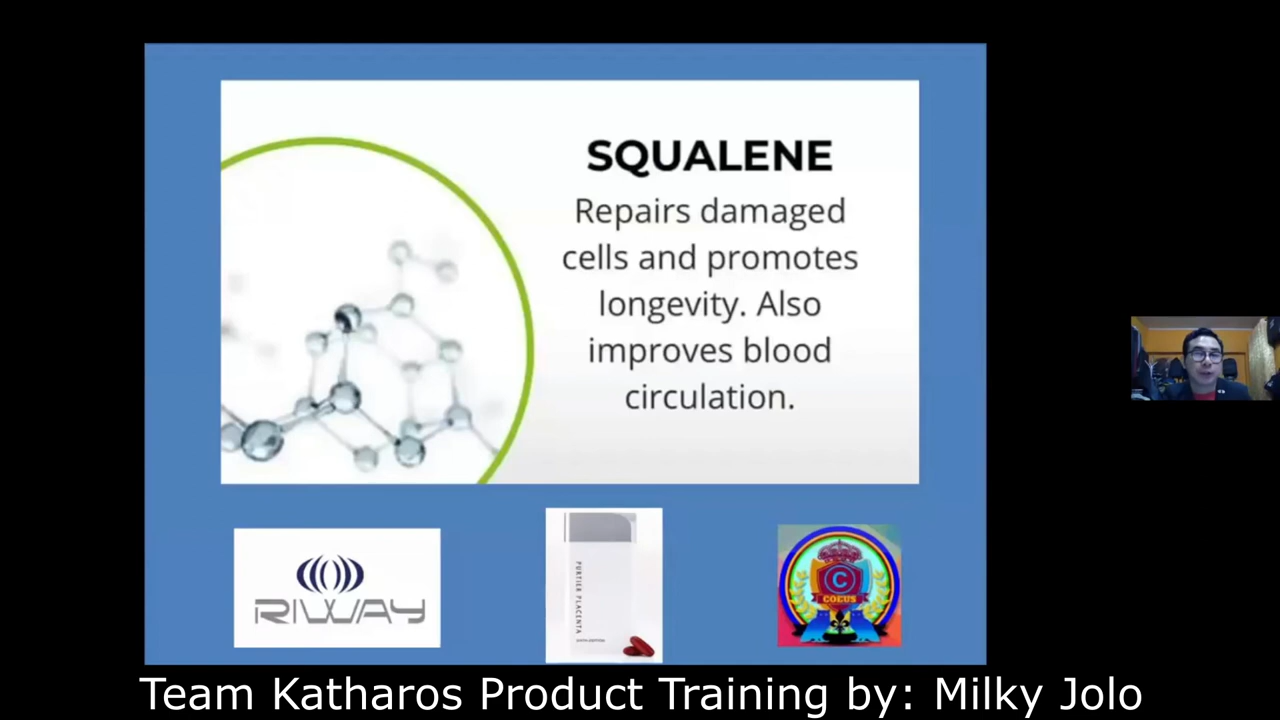 SQUALENE
Repairs damaged
cells and promotes
longevity. Also
improves blood
circulation.
RIWAY
PURTIER PLACENTA
C
COEUS
Team Katharos Product Training by: Milky Jolo